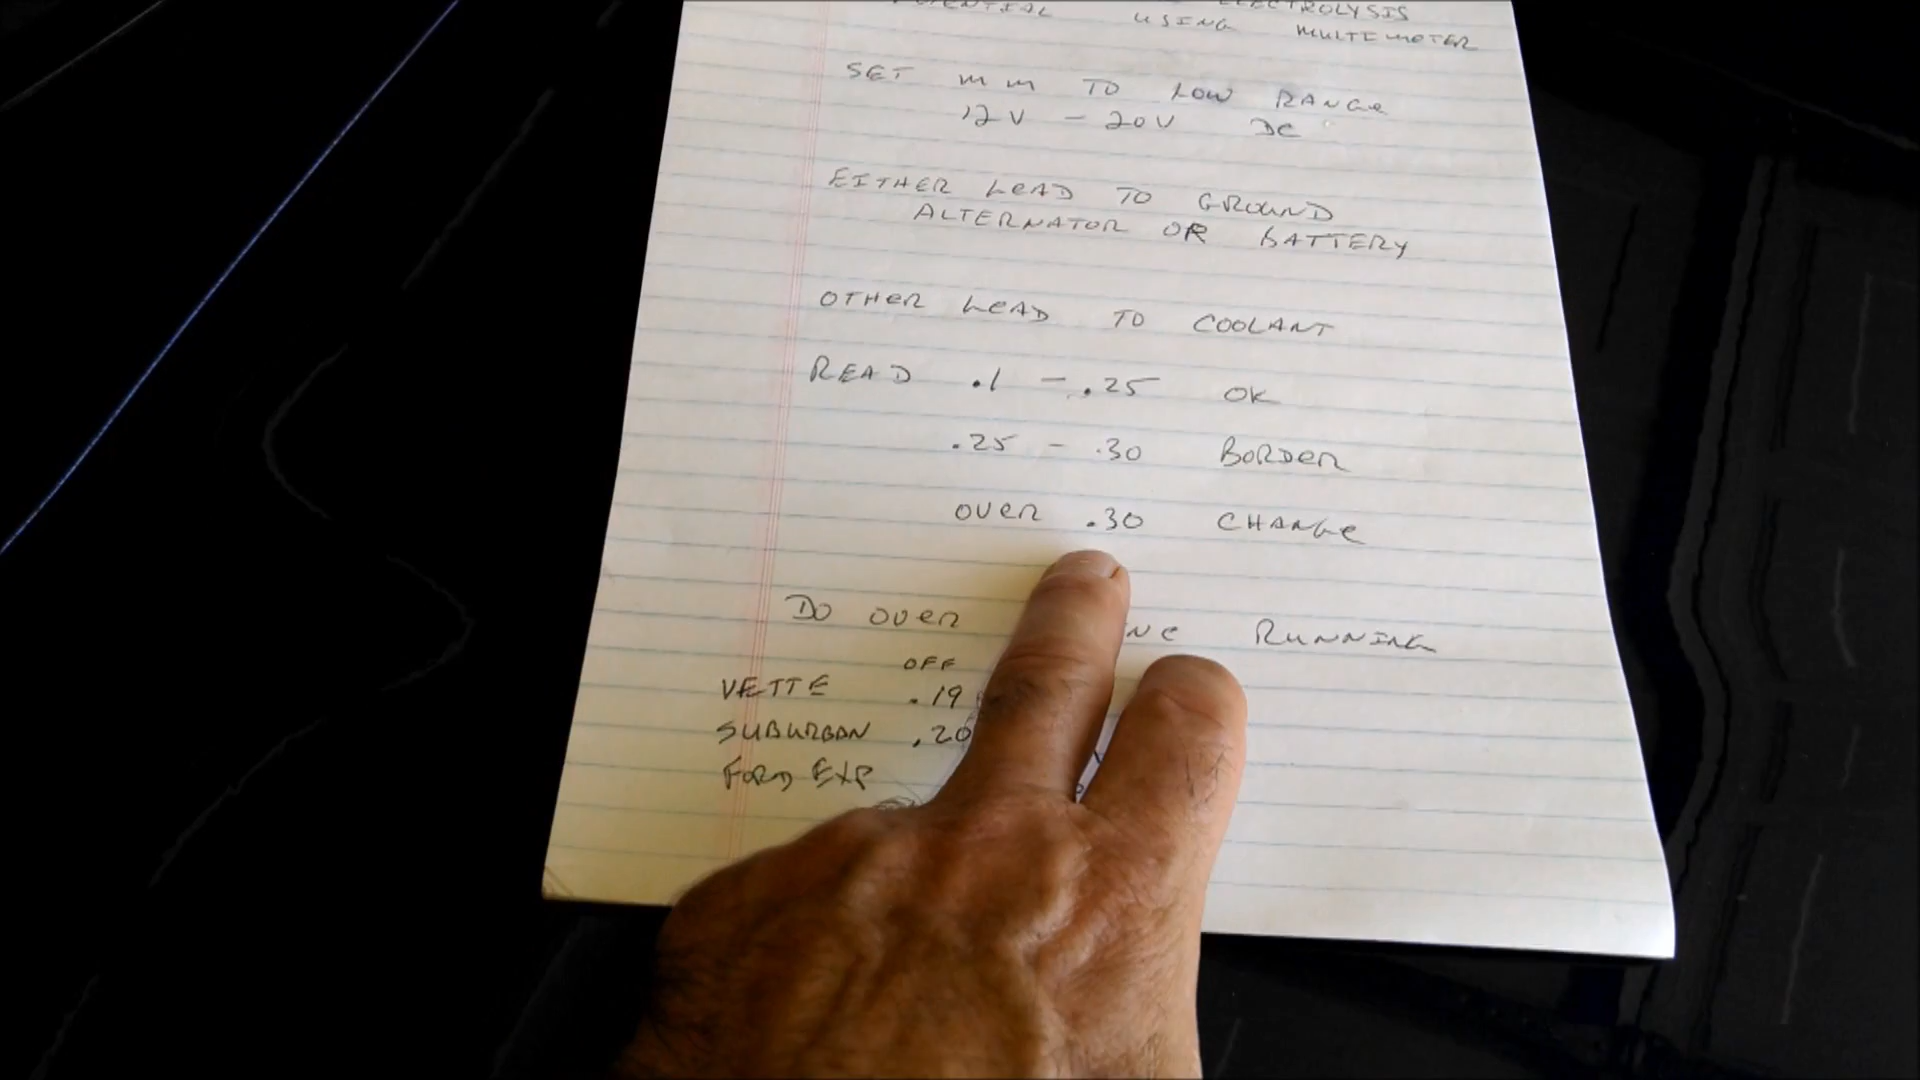 ELECTROLYSIS
POTENTIAL USING MULTIMETER
SET MM TO LOW RANGE
12V - 20V DC
EITHER LEAD TO GROUND
ALTERNATOR OR BATTERY
OTHER LEAD TO COOLANT
READ .1 - .25 OK
.25 - .30 BORDER
OVER .30 CHANGE
DO OVER RUNNING
OFF
VETTE .19
SUBURBAN .20
FORD EXP